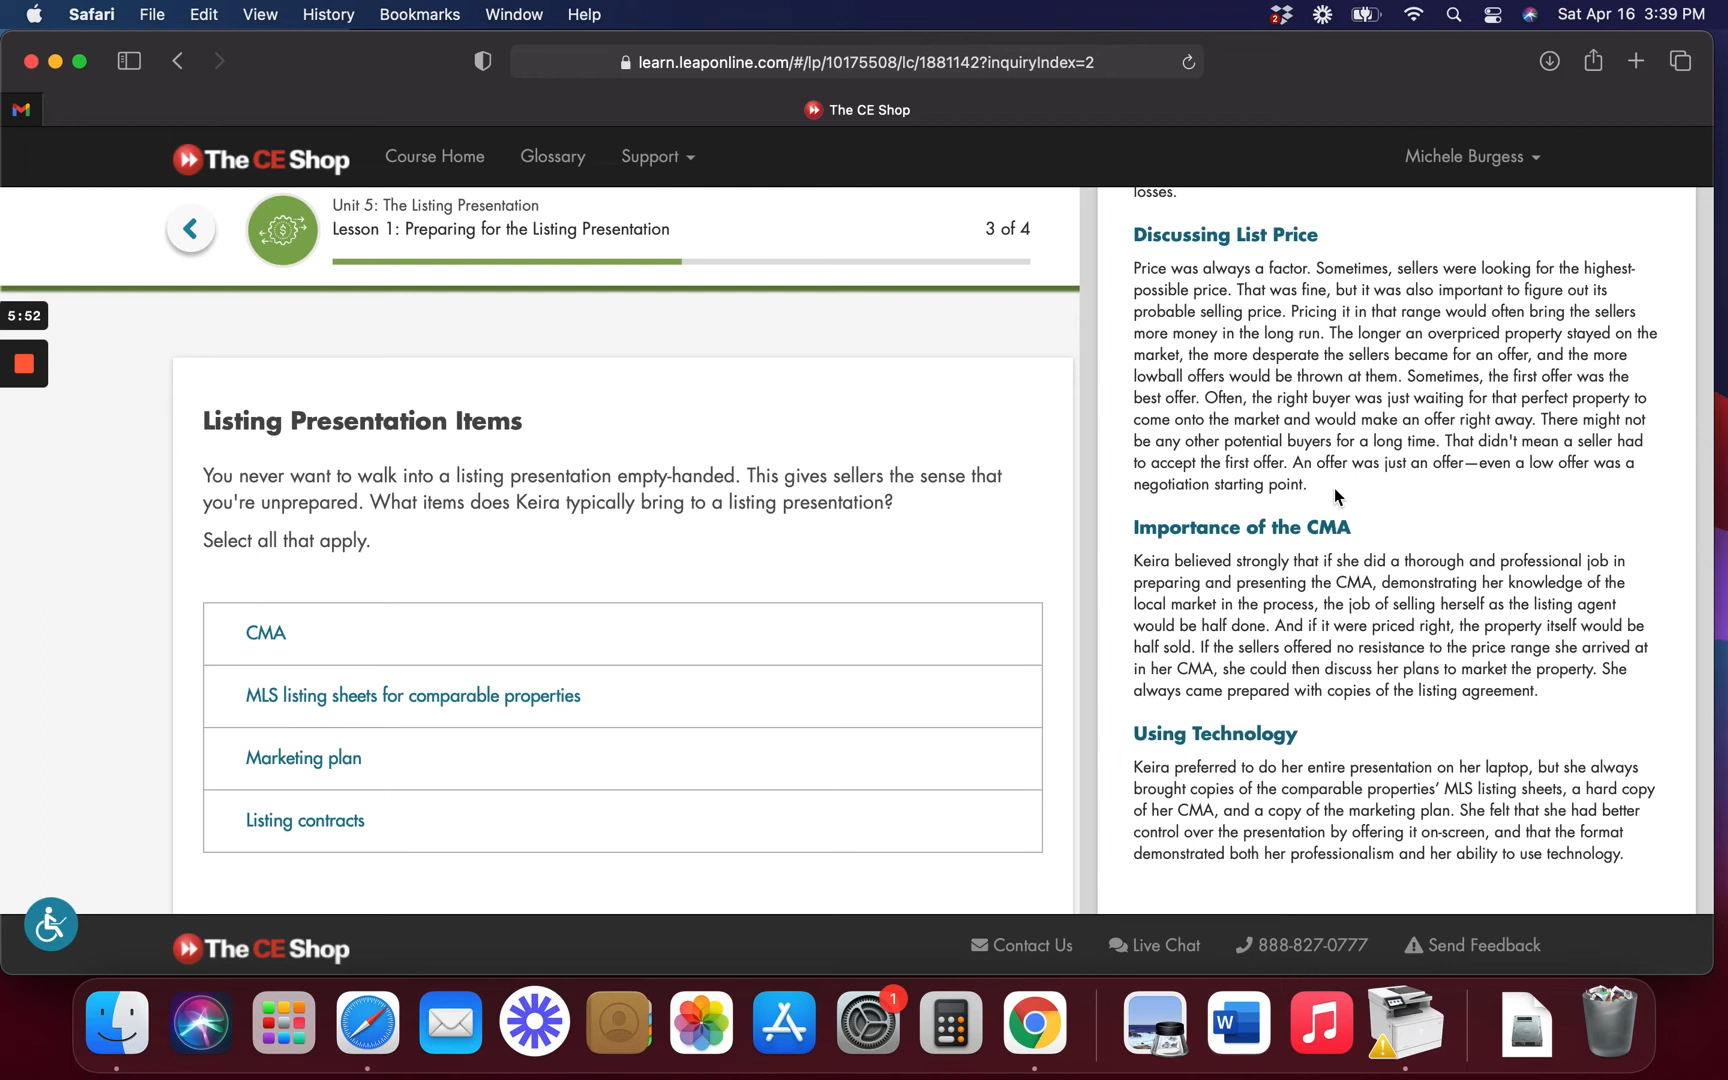 Safari File Edit View History Bookmarks Window Help
2
Sat Apr 16 3:39 PM
learn.leaponline.com/#/lp/10175508/lc/1881142?inquiryIndex=2
The CE Shop
The CE Shop
Course Home Glossary Support
Michele Burgess
Unit 5: The Listing Presentation
Lesson 1: Preparing for the Listing Presentation
3 of 4
5:52
Listing Presentation Items
You never want to walk into a listing presentation empty-handed. This gives sellers the sense that
you're unprepared. What items does Keira typically bring to a listing presentation?
Select all that apply.
CMA
MLS listing sheets for comparable properties
Marketing plan
Listing contracts
losses.
Discussing List Price
Price was always a factor. Sometimes, sellers were looking for the highest-
possible price. That was fine, but it was also important to figure out its
probable selling price. Pricing it in that range would often bring the sellers
more money in the long run. The longer an overpriced property stayed on the
market, the more desperate the sellers became for an offer, and the more
lowball offers would be thrown at them. Sometimes, the first offer was the
best offer. Often, the right buyer was just waiting for that perfect property to
come onto the market and would make an offer right away. There might not
be any other potential buyers for a long time. That didn't mean a seller had
to accept the first offer. An offer was just an offer—even a low offer was a
negotiation starting point.
Importance of the CMA
Keira believed strongly that if she did a thorough and professional job in
preparing and presenting the CMA, demonstrating her knowledge of the
local market in the process, the job of selling herself as the listing agent
would be half done. And if it were priced right, the property itself would be
half sold. If the sellers offered no resistance to the price range she arrived at
in her CMA, she could then discuss her plans to market the property. She
always came prepared with copies of the listing agreement.
Using Technology
Keira preferred to do her entire presentation on her laptop, but she always
brought copies of the comparable properties' MLS listing sheets, a hard copy
of her CMA, and a copy of the marketing plan. She felt that she had better
control over the presentation by offering it on-screen, and that the format
demonstrated both her professionalism and her ability to use technology.
The CE Shop
Contact Us Live Chat 888-827-0777 Send Feedback
1
W